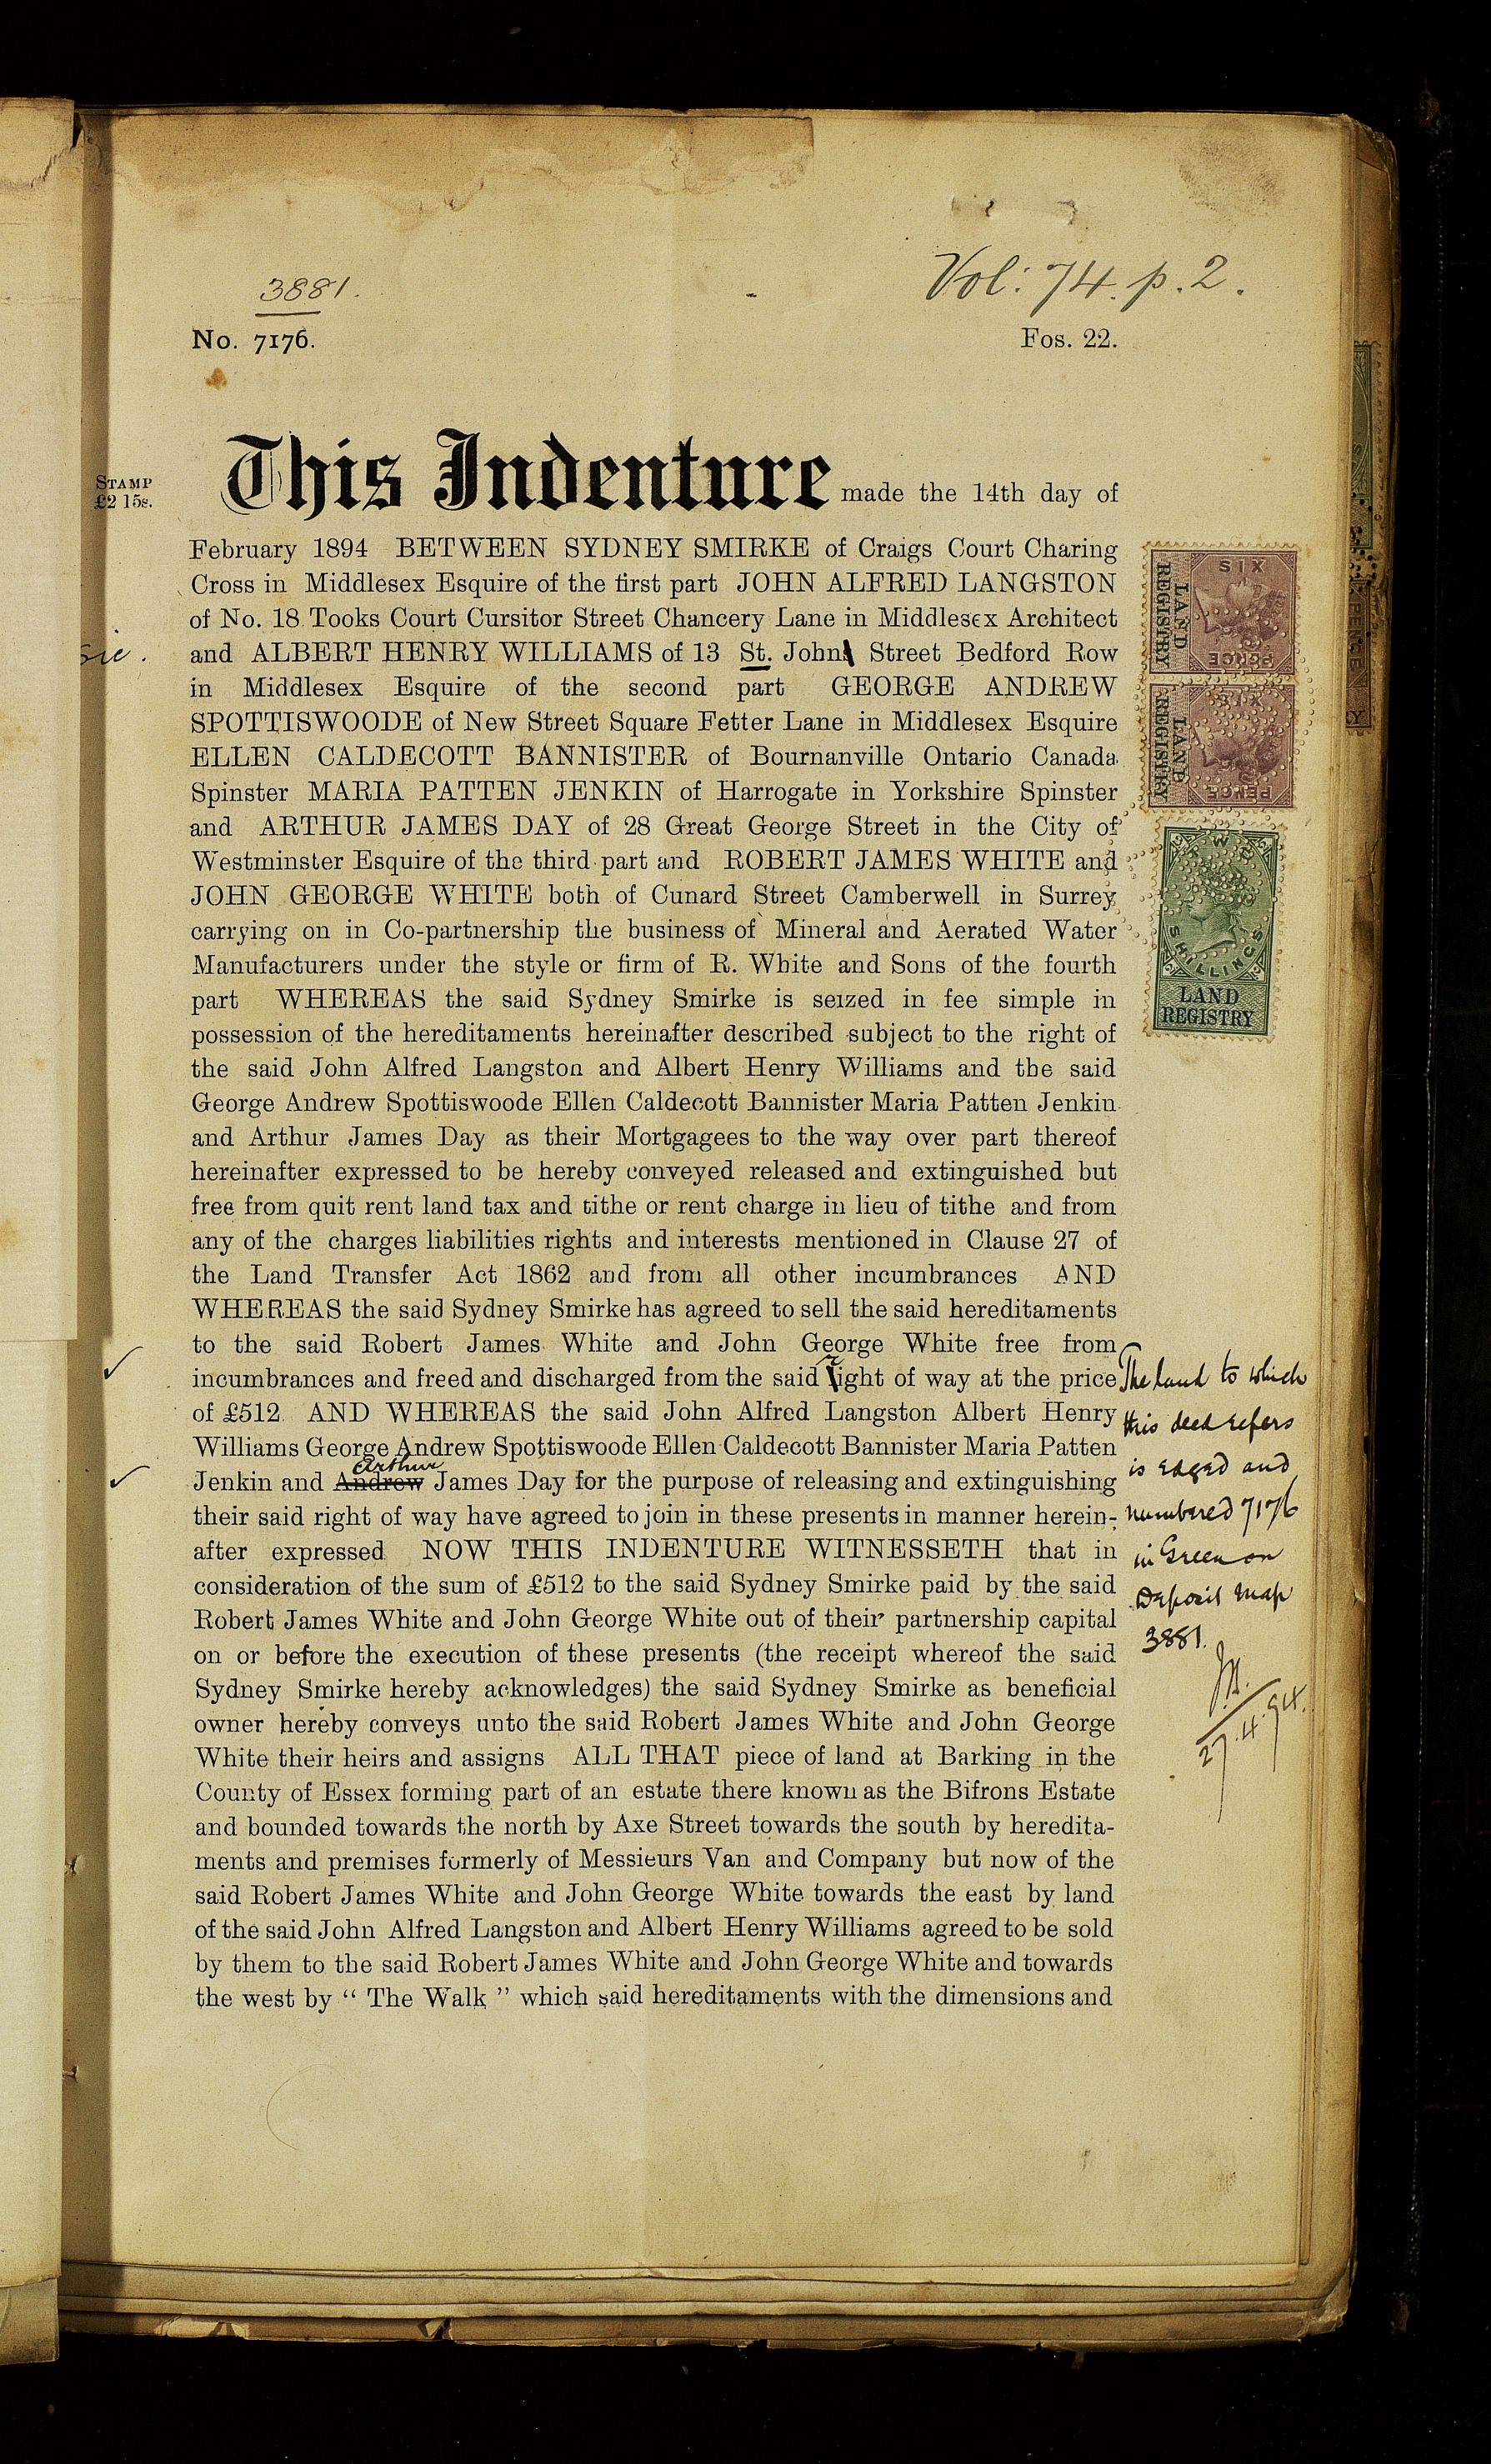 3881.
Vol: 74. p. 2.
No. 7176.
Fos. 22.
STAMP
£2 15s.
This Indenture made the 14th day of
February 1894 BETWEEN SYDNEY SMIRKE of Craigs Court Charing
Cross in Middlesex Esquire of the first part JOHN ALFRED LANGSTON
of No. 18 Tooks Court Cursitor Street Chancery Lane in Middlesex Architect
sic.
and ALBERT HENRY WILLIAMS of 13 St. John Street Bedford Row
in Middlesex Esquire of the second part GEORGE ANDREW
SPOTTISWOODE of New Street Square Fetter Lane in Middlesex Esquire
ELLEN CALDECOTT BANNISTER of Bournanville Ontario Canada
Spinster MARIA PATTEN JENKIN of Harrogate in Yorkshire Spinster
and ARTHUR JAMES DAY of 28 Great George Street in the City of
Westminster Esquire of the third part and ROBERT JAMES WHITE and
JOHN GEORGE WHITE both of Cunard Street Camberwell in Surrey
carrying on in Co-partnership the business of Mineral and Aerated Water
Manufacturers under the style or firm of R. White and Sons of the fourth
part WHEREAS the said Sydney Smirke is seized in fee simple in
possession of the hereditaments hereinafter described subject to the right of
the said John Alfred Langston and Albert Henry Williams and the said
George Andrew Spottiswoode Ellen Caldecott Bannister Maria Patten Jenkin
and Arthur James Day as their Mortgagees to the way over part thereof
hereinafter expressed to be hereby conveyed released and extinguished but
free from quit rent land tax and tithe or rent charge in lieu of tithe and from
any of the charges liabilities rights and interests mentioned in Clause 27 of
the Land Transfer Act 1862 and from all other incumbrances AND
WHEREAS the said Sydney Smirke has agreed to sell the said hereditaments
to the said Robert James White and John George White free from
incumbrances and freed and discharged from the said right of way at the price
of £512 AND WHEREAS the said John Alfred Langston Albert Henry
Williams George Andrew Spottiswoode Ellen Caldecott Bannister Maria Patten
Arthur
Jenkin and Andrew James Day for the purpose of releasing and extinguishing
their said right of way have agreed to join in these presents in manner herein-
after expressed NOW THIS INDENTURE WITNESSETH that in
consideration of the sum of £512 to the said Sydney Smirke paid by the said
Robert James White and John George White out of their partnership capital
on or before the execution of these presents (the receipt whereof the said
Sydney Smirke hereby acknowledges) the said Sydney Smirke as beneficial
owner hereby conveys unto the said Robert James White and John George
White their heirs and assigns ALL THAT piece of land at Barking in the
County of Essex forming part of an estate there known as the Bifrons Estate
and bounded towards the north by Axe Street towards the south by heredita-
ments and premises formerly of Messieurs Van and Company but now of the
said Robert James White and John George White towards the east by land
of the said John Alfred Langston and Albert Henry Williams agreed to be sold
by them to the said Robert James White and John George White and towards
the west by “ The Walk ” which said hereditaments with the dimensions and
SIX
PENCE
LAND
REGISTRY
SIX
PENCE
LAND
REGISTRY
TWO
SHILLINGS
LAND
REGISTRY
The land to which
this deed refers
is edged and
numbered 7176
in Green on
Deposit Map
3881.
27.4.94.